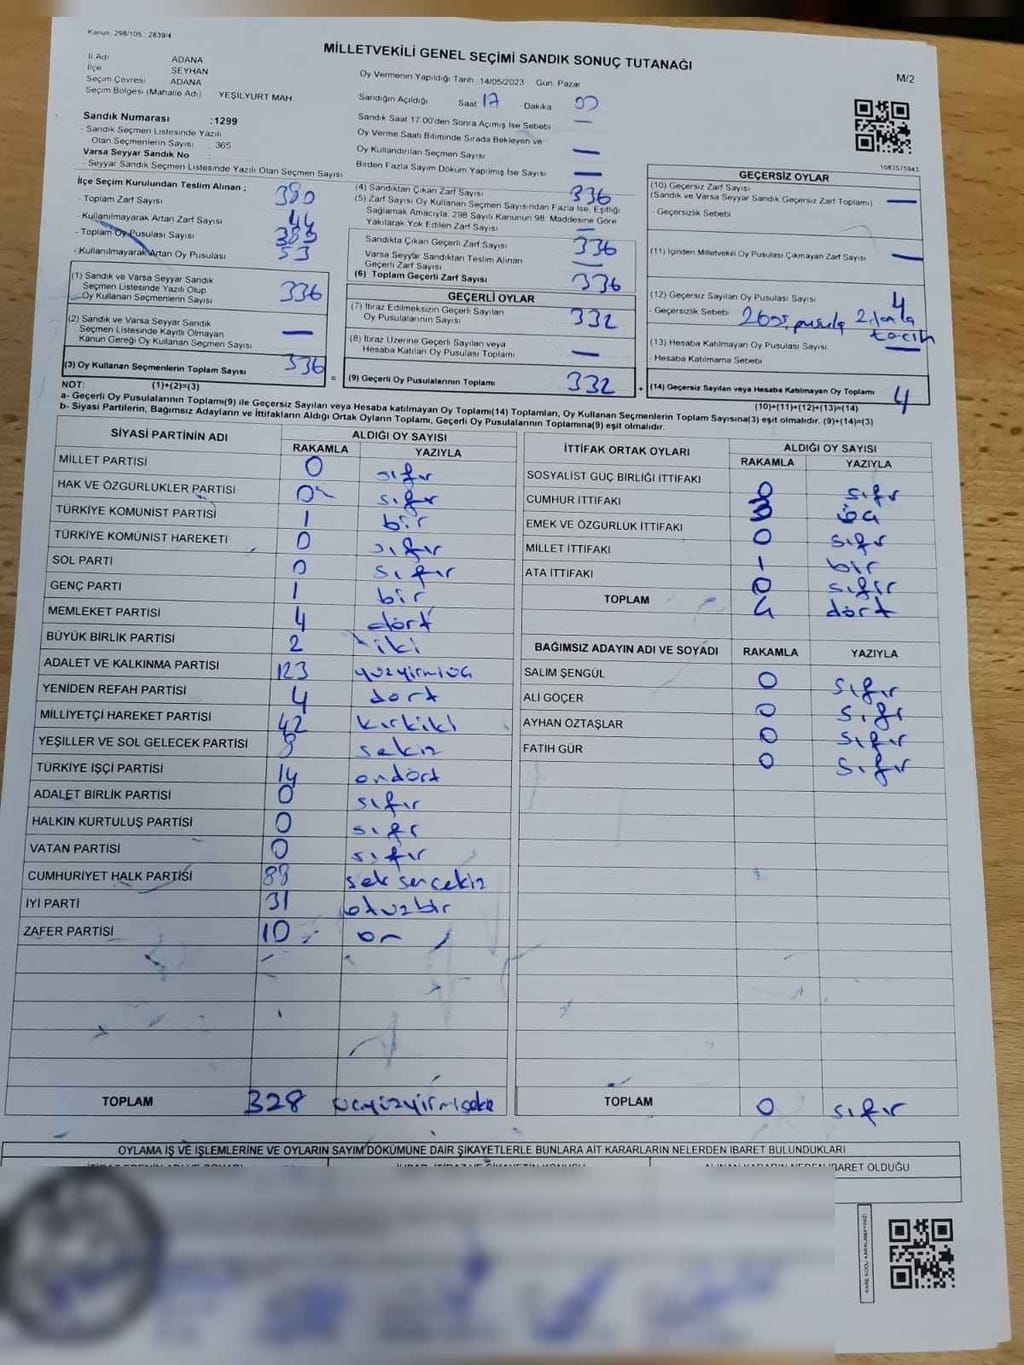 Kanun: 298/105 : 2839/4
MİLLETVEKİLİ GENEL SEÇİMİ SANDIK SONUÇ TUTANAĞI
M/2
İl Adı ADANA
İlçe SEYHAN
Seçim Çevresi ADANA
Seçim Bölgesi (Mahalle Adı) YEŞİLYURT MAH
Oy Vermenin Yapıldığı Tarih: 14/05/2023 Gün: Pazar
Sandığın Açıldığı Saat 17 Dakika 00
Sandık Saat 17.00'den Sonra Açımış İse Sebebi —
Oy Verme Saati Bitiminde Sırada Bekleyen ve
Oy Kullandırılan Seçmen Sayısı —
Birden Fazla Sayım Döküm Yapılmış İse Sayısı —
Sandık Numarası :1299
- Sandık Seçmen Listesinde Yazılı
Olan Seçmenlerin Sayısı : 365
Varsa Seyyar Sandık No :
- Seyyar Sandık Seçmen Listesinde Yazılı Olan Seçmen Sayısı
İlçe Seçim Kurulundan Teslim Alınan ;
- Toplam Zarf Sayısı 380
- Kullanılmayarak Artan Zarf Sayısı 44
- Toplam Oy Pusulası Sayısı
- Kullanılmayarak Artan Oy Pusulası 53
(1) Sandık ve Varsa Seyyar Sandık
Seçmen Listesinde Yazılı Olup
Oy Kullanan Seçmenlerin Sayısı 336
(2) Sandık ve Varsa Seyyar Sandık
Seçmen Listesinde Kayıtlı Olmayan
Kanun Gereği Oy Kullanan Seçmen Sayısı —
(3) Oy Kullanan Seçmenlerin Toplam Sayısı 336
(4) Sandıktan Çıkan Zarf Sayısı 336
(5) Zarf Sayısı Oy Kullanan Seçmen Sayısından Fazla İse, Eşitliği
Sağlamak Amacıyla, 298 Sayılı Kanunun 98. Maddesine Göre
Yakılarak Yok Edilen Zarf Sayısı —
Sandıkta Çıkan Geçerli Zarf Sayısı 336
Varsa Seyyar Sandıktan Teslim Alınan
Geçerli Zarf Sayısı —
(6) Toplam Geçerli Zarf Sayısı 336
GEÇERLİ OYLAR
(7) İtiraz Edilmeksizin Geçerli Sayılan
Oy Pusulalarının Sayısı 332
(8) İtiraz Üzerine Geçerli Sayılan veya
Hesaba Katılan Oy Pusulası Toplamı —
= (9) Geçerli Oy Pusulalarının Toplamı 332 +
1083575943
GEÇERSİZ OYLAR
(10) Geçersiz Zarf Sayısı
(Sandık ve Varsa Seyyar Sandık Geçersiz Zarf Toplamı) —
- Geçersizlik Sebebi
(11) İçinden Milletvekili Oy Pusulası Çıkmayan Zarf Sayısı —
(12) Geçersiz Sayılan Oy Pusulası Sayısı 4
- Geçersizlik Sebebi
(13) Hesaba Katılmayan Oy Pusulası Sayısı —
- Hesaba Katılmama Sebebi
(14) Geçersiz Sayılan veya Hesaba Katılmayan Oy Toplamı 4
NOT: (1)+(2)=(3) (10)+(11)+(12)+(13)=(14)
a- Geçerli Oy Pusulaları Toplamı(9) ile Geçersiz Sayılan veya Hesaba katılmayan Oy Toplam(14) Toplamları, Oy Kullanan Seçmenlerin Toplam Sayısına(3) eşit olmalıdır. (9)+(14)=(3)
b- Siyasi Partilerin, Bağımsız Adayların ve İttifakların Aldığı Ortak Oyların Toplamı, Geçerli Oy Pusulalarının Toplamına(9) eşit olmalıdır.
SİYASİ PARTİNİN ADI ALDIĞI OY SAYISI
RAKAMLA YAZIYLA
MİLLET PARTİSİ 0 sıfır
HAK VE ÖZGÜRLÜKLER PARTİSİ 0 sıfır
TÜRKİYE KOMÜNİST PARTİSİ 1 bir
TÜRKİYE KOMÜNİST HAREKETİ 0 sıfır
SOL PARTİ 0 sıfır
GENÇ PARTİ 1 bir
MEMLEKET PARTİSİ 4 dört
BÜYÜK BİRLİK PARTİSİ 2 iki
ADALET VE KALKINMA PARTİSİ 123 yüzyirmiüç
YENİDEN REFAH PARTİSİ 4 dört
MİLLİYETÇİ HAREKET PARTİSİ 42 kırkiki
YEŞİLLER VE SOL GELECEK PARTİSİ 8 sekiz
TÜRKİYE İŞÇİ PARTİSİ 14 ondört
ADALET BİRLİK PARTİSİ 0 sıfır
HALKIN KURTULUŞ PARTİSİ 0 sıfır
VATAN PARTİSİ 0 sıfır
CUMHURİYET HALK PARTİSİ 88 seksensekiz
İYİ PARTİ 31 otuzbir
ZAFER PARTİSİ 10 on
TOPLAM 328 üçyüzyirmisekiz
İTTİFAK ORTAK OYLARI ALDIĞI OY SAYISI
RAKAMLA YAZIYLA
SOSYALİST GÜÇ BİRLİĞİ İTTİFAKI 0 sıfır
CUMHUR İTTİFAKI 3 üç
EMEK VE ÖZGÜRLÜK İTTİFAKI 0 sıfır
MİLLET İTTİFAKI 1 bir
ATA İTTİFAKI 0 sıfır
TOPLAM 4 dört
BAĞIMSIZ ADAYIN ADI VE SOYADI RAKAMLA YAZIYLA
SALİM ŞENGÜL 0 sıfır
ALİ GÖÇER 0 sıfır
AYHAN ÖZTAŞLAR 0 sıfır
FATİH GÜR 0 sıfır
TOPLAM 0 sıfır
OYLAMA İŞ VE İŞLEMLERİNE VE OYLARIN SAYIM DÖKÜMÜNE DAİR ŞİKAYETLERLE BUNLARA AİT KARARLARIN NELERDEN İBARET BULUNDUKLARI
İBARET OLDUĞU
KARE KODU KARALAMAYINIZ!